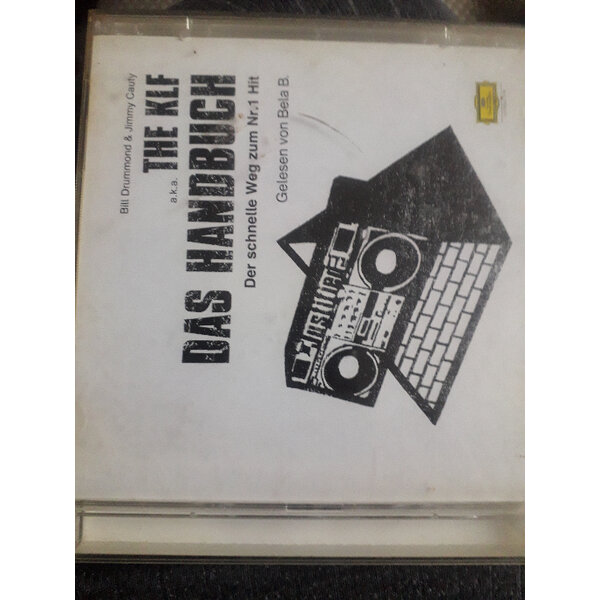 Bill Drummond & Jimmy Cauty
a.k.a. THE KLF
DAS HANDBUCH
Der schnelle Weg zum Nr.1 Hit
Gelesen von Bela B.